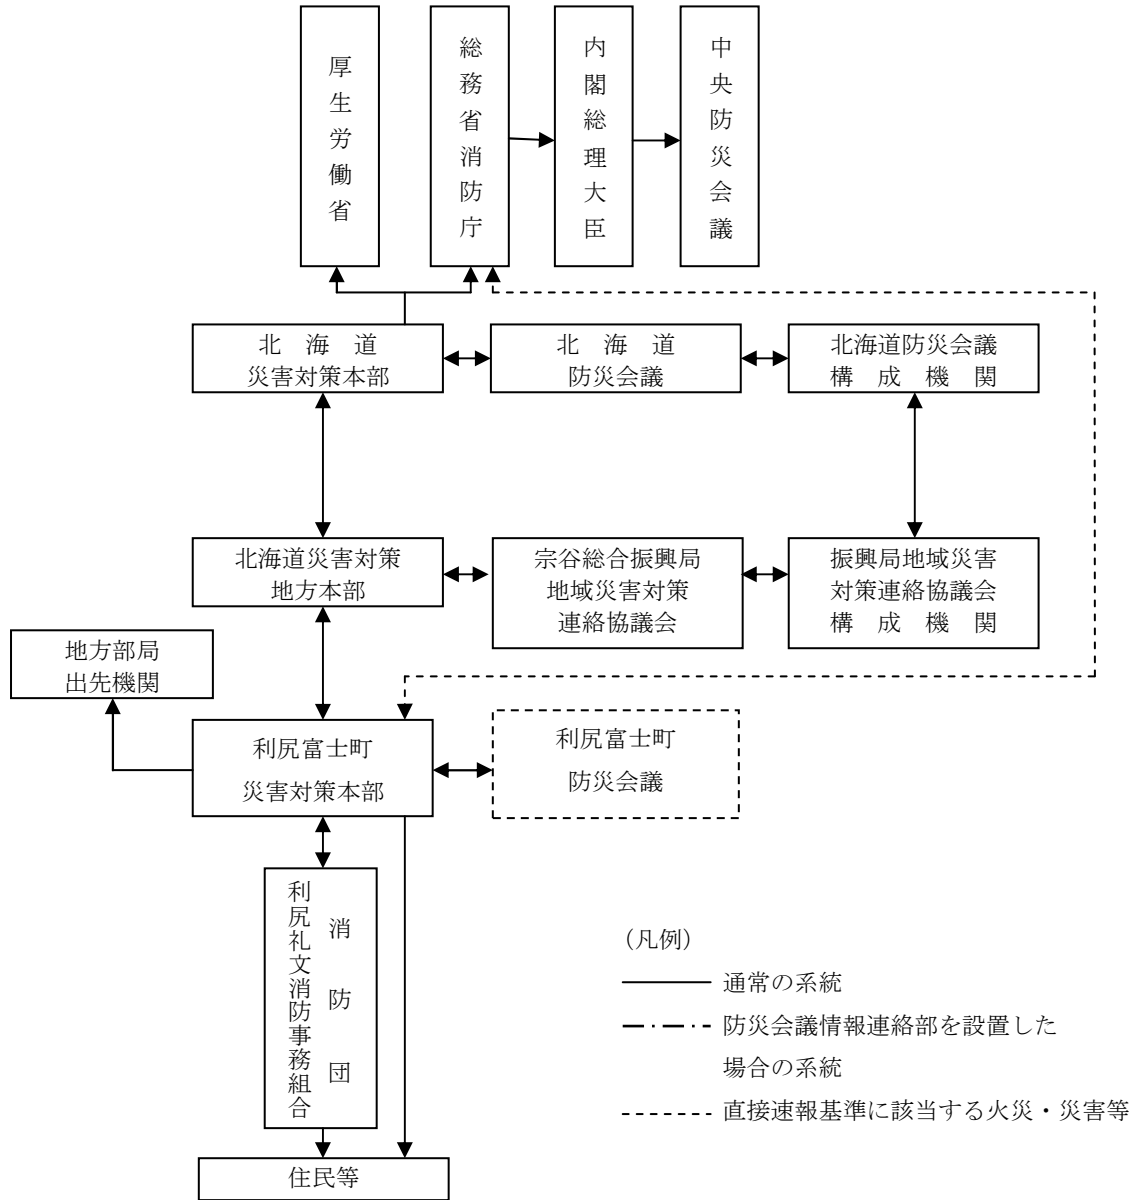 厚生労働省
総務省消防庁
内閣総理大臣
中央防災会議
北　海　道
災害対策本部
北　海　道
防災会議
北海道防災会議
構　成　機　関
北海道災害対策
地方本部
宗谷総合振興局
地域災害対策
連絡協議会
振興局地域災害
対策連絡協議会
構　成　機　関
地方部局
出先機関
利尻富士町
災害対策本部
利尻富士町
防災会議
消　防　団
利尻礼文消防事務組合
住民等
（凡例）
通常の系統
防災会議情報連絡部を設置した
場合の系統
直接速報基準に該当する火災・災害等